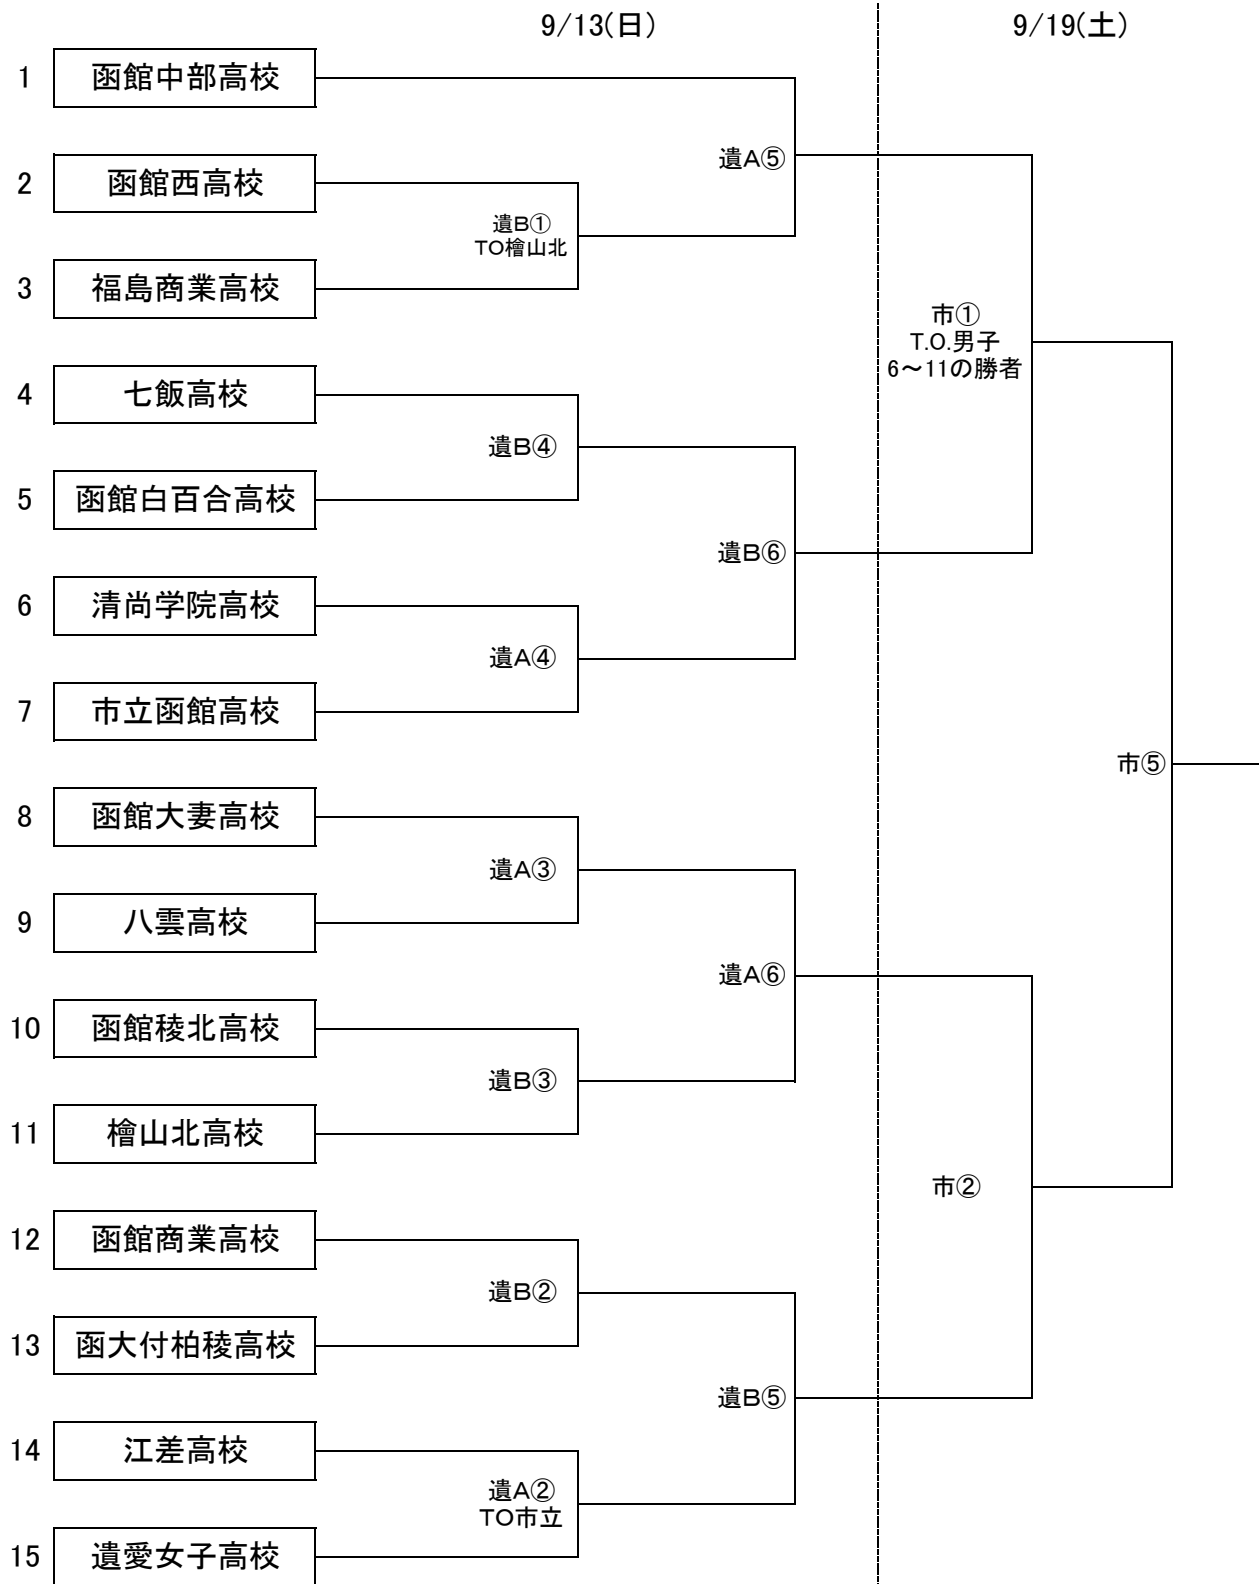 9/13(日)
9/19(土)
1 函館中部高校
遺A⑤
2 函館西高校
遺B①
TO檜山北
3 福島商業高校
市①
T.O.男子
6～11の勝者
4 七飯高校
遺B④
5 函館白百合高校
遺B⑥
6 清尚学院高校
遺A④
7 市立函館高校
市⑤
8 函館大妻高校
遺A③
9 八雲高校
遺A⑥
10 函館稜北高校
遺B③
11 檜山北高校
市②
12 函館商業高校
遺B②
13 函大付柏稜高校
遺B⑤
14 江差高校
遺A②
TO市立
15 遺愛女子高校